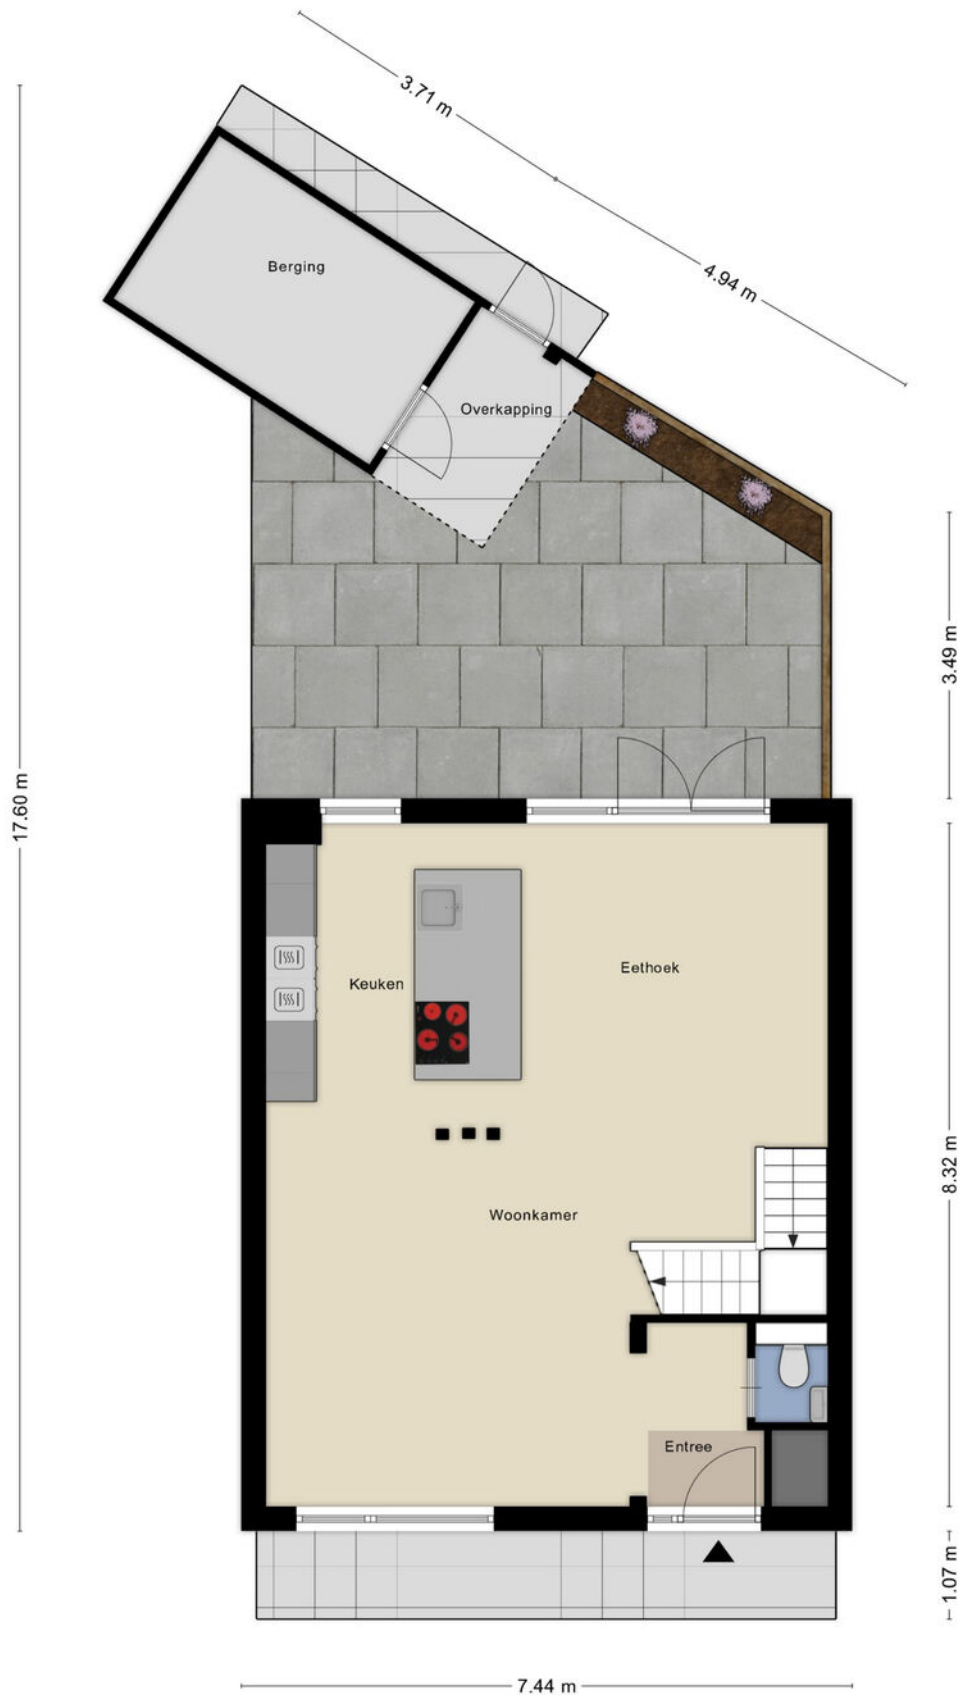 3.71 m
4.94 m
Berging
Overkapping
3.49 m
17.60 m
Eethoek
Keuken
8.32 m
Woonkamer
Entree
1.07 m
7.44 m